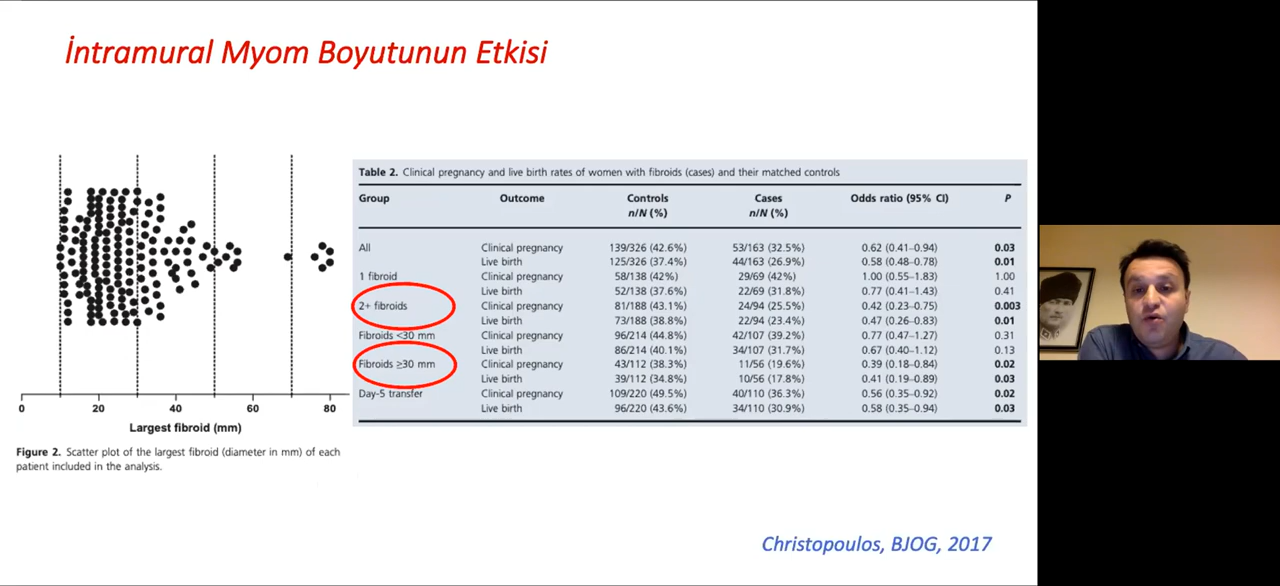 İntramural Myom Boyutunun Etkisi
0 20 40 60 80
Largest fibroid (mm)
Figure 2. Scatter plot of the largest fibroid (diameter in mm) of each
patient included in the analysis.
Table 2. Clinical pregnancy and live birth rates of women with fibroids (cases) and their matched controls
Group Outcome Controls Cases Odds ratio (95% CI) P
n/N (%) n/N (%)
All Clinical pregnancy 139/326 (42.6%) 53/163 (32.5%) 0.62 (0.41–0.94) 0.03
Live birth 125/326 (37.4%) 44/163 (26.9%) 0.58 (0.48–0.78) 0.01
1 fibroid Clinical pregnancy 58/138 (42%) 29/69 (42%) 1.00 (0.55–1.83) 1.00
Live birth 52/138 (37.6%) 22/69 (31.8%) 0.77 (0.41–1.43) 0.41
2+ fibroids Clinical pregnancy 81/188 (43.1%) 24/94 (25.5%) 0.42 (0.23–0.75) 0.003
Live birth 73/188 (38.8%) 22/94 (23.4%) 0.47 (0.26–0.83) 0.01
Fibroids <30 mm Clinical pregnancy 96/214 (44.8%) 42/107 (39.2%) 0.77 (0.47–1.27) 0.31
Live birth 86/214 (40.1%) 34/107 (31.7%) 0.67 (0.40–1.12) 0.13
Fibroids ≥30 mm Clinical pregnancy 43/112 (38.3%) 11/56 (19.6%) 0.39 (0.18–0.84) 0.02
Live birth 39/112 (34.8%) 10/56 (17.8%) 0.41 (0.19–0.89) 0.03
Day-5 transfer Clinical pregnancy 109/220 (49.5%) 40/110 (36.3%) 0.56 (0.35–0.92) 0.02
Live birth 96/220 (43.6%) 34/110 (30.9%) 0.58 (0.35–0.94) 0.03
Christopoulos, BJOG, 2017